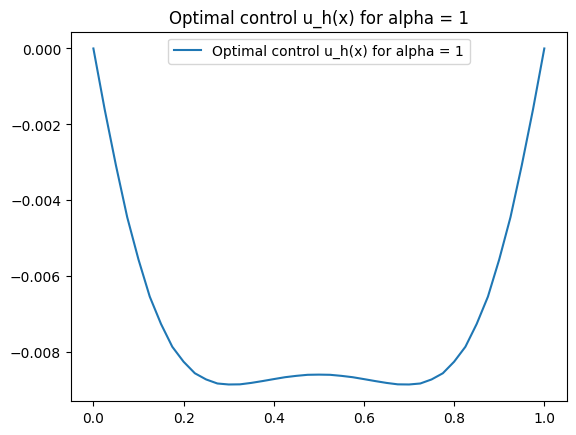 Optimal control u_h(x) for alpha = 1
Optimal control u_h(x) for alpha = 1
0.000
−0.002
−0.004
−0.006
−0.008
0.0 0.2 0.4 0.6 0.8 1.0